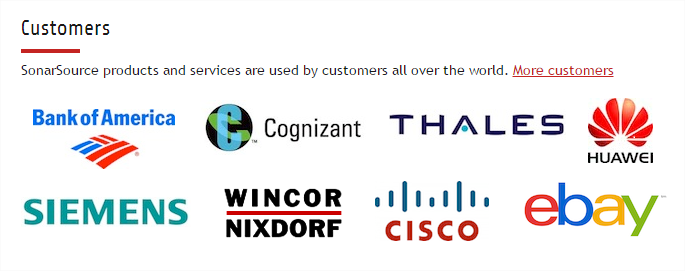 Customers
SonarSource products and services are used by customers all over the world. More customers
Bank of America
Cognizant
THALES
HUAWEI
SIEMENS
WINCOR
NIXDORF
CISCO
ebay